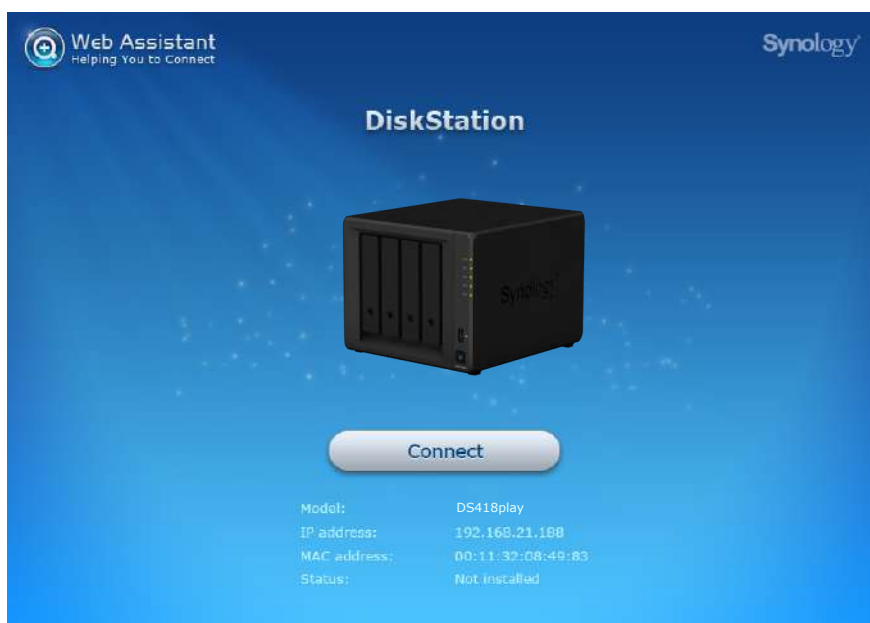 Web Assistant
Helping You to Connect
Synology
DiskStation
Synology
Connect
Model: DS418play
IP address: 192.168.21.188
MAC address: 00:11:32:08:49:83
Status: Not installed